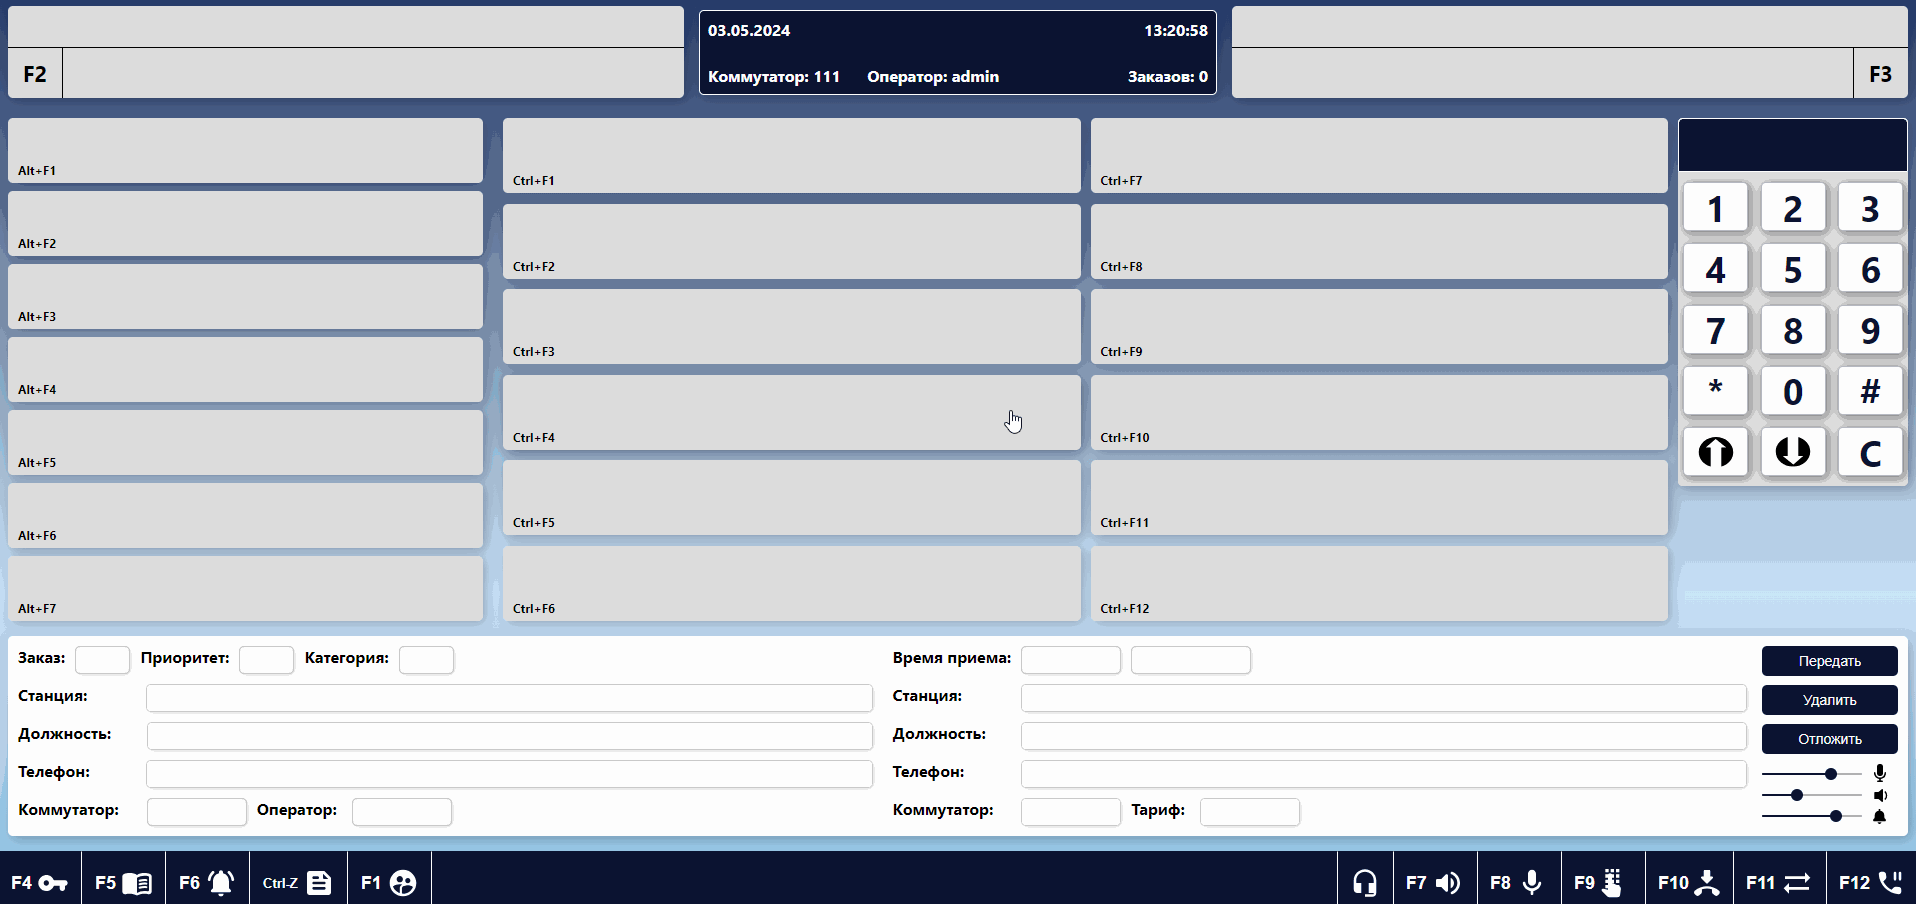 03.05.2024 13:20:58
F2
Коммутатор: 111 Оператор: admin Заказов: 0
F3
Alt+F1
Alt+F2
Alt+F3
Alt+F4
Alt+F5
Alt+F6
Alt+F7
Ctrl+F1
Ctrl+F2
Ctrl+F3
Ctrl+F4
Ctrl+F5
Ctrl+F6
Ctrl+F7
Ctrl+F8
Ctrl+F9
Ctrl+F10
Ctrl+F11
Ctrl+F12
1 2 3
4 5 6
7 8 9
* 0 #
C
Заказ: Приоритет: Категория:
Станция:
Должность:
Телефон:
Коммутатор: Оператор:
Время приема:
Станция:
Должность:
Телефон:
Коммутатор: Тариф:
Передать
Удалить
Отложить
F4 F5 F6 Ctrl-Z F1 F7 F8 F9 F10 F11 F12